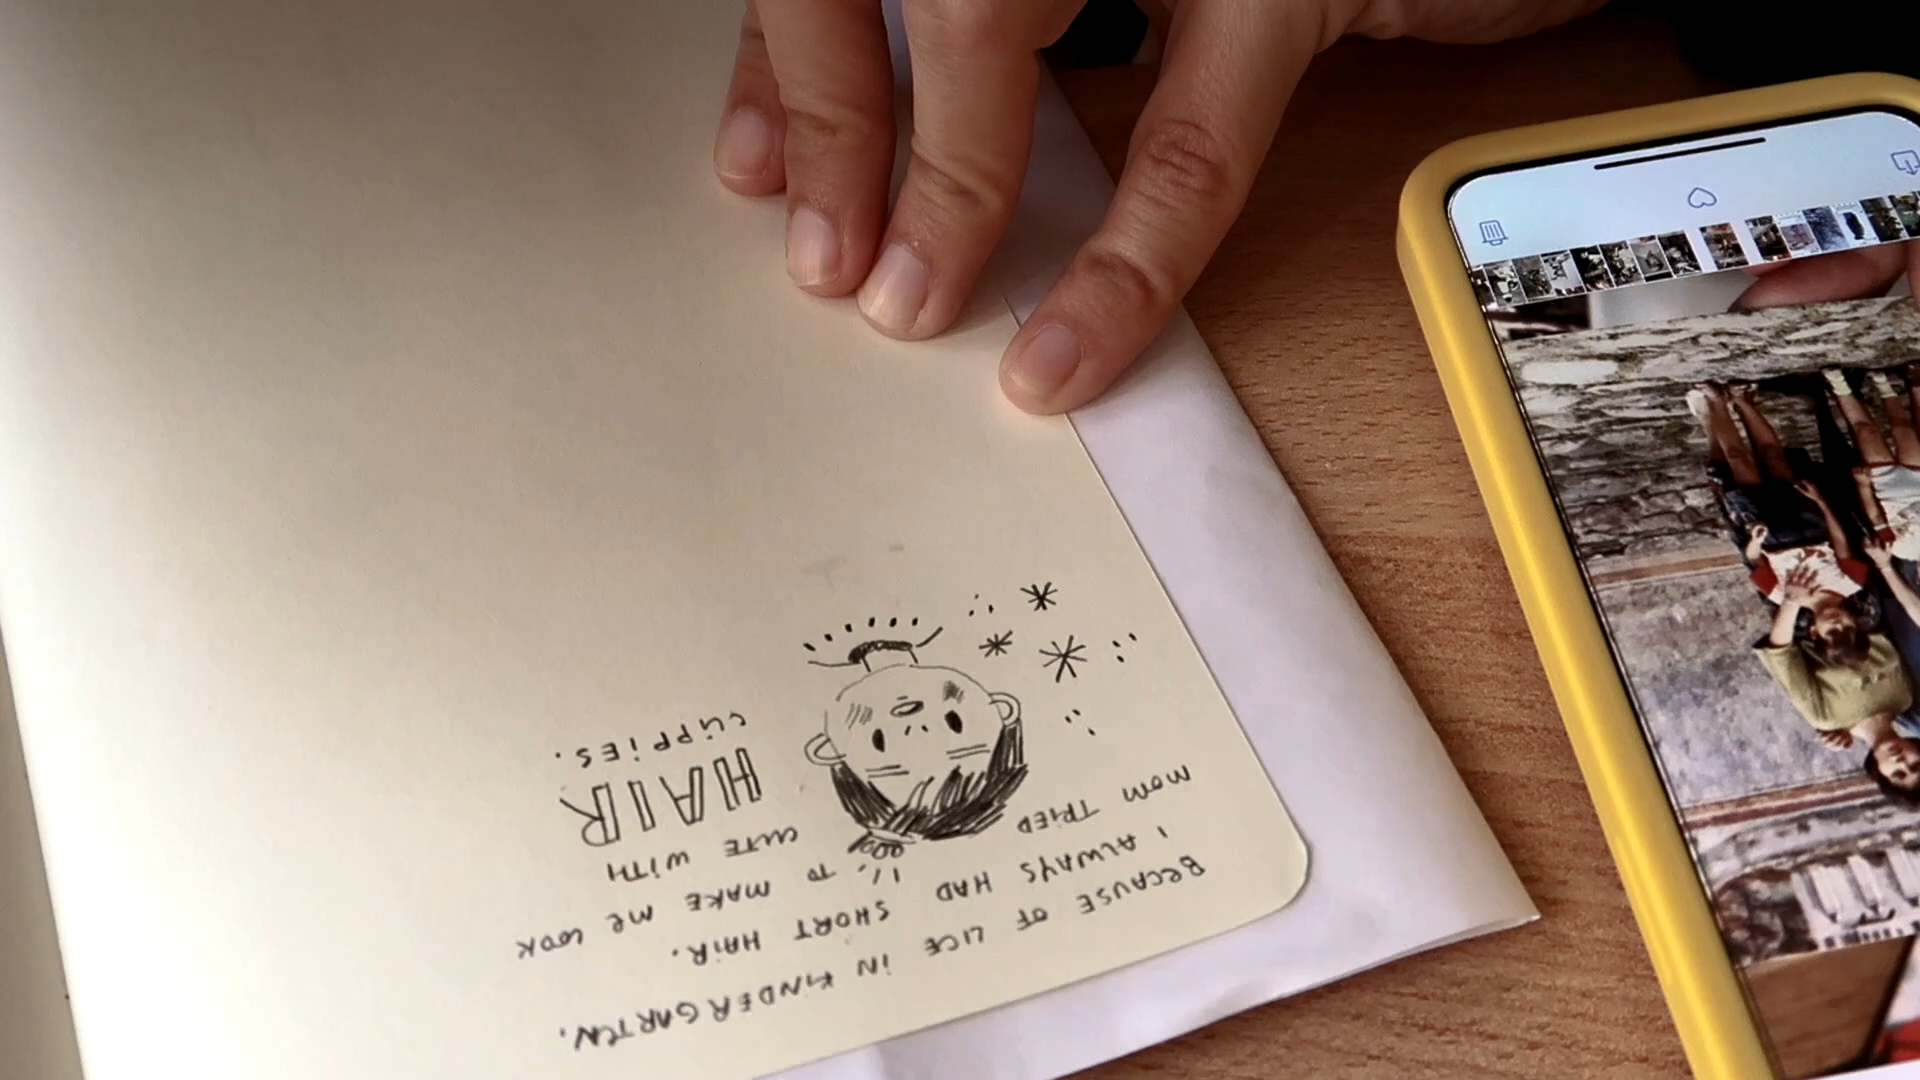 BECAUSE OF LICE IN KINDERGARTEN,
I ALWAYS HAD SHORT HAIR.
MOM TRIED TO MAKE ME LOOK
CUTE WITH
HAIR
CLIPPIES.